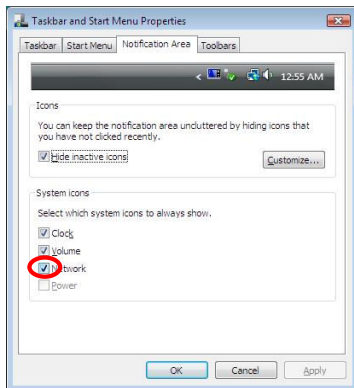 Taskbar and Start Menu Properties
Taskbar Start Menu Notification Area Toolbars
< 12:55 AM
Icons
You can keep the notification area uncluttered by hiding icons that
you have not clicked recently.
Hide inactive icons Customize...
System icons
Select which system icons to always show.
Clock
Volume
Network
Power
OK Cancel Apply